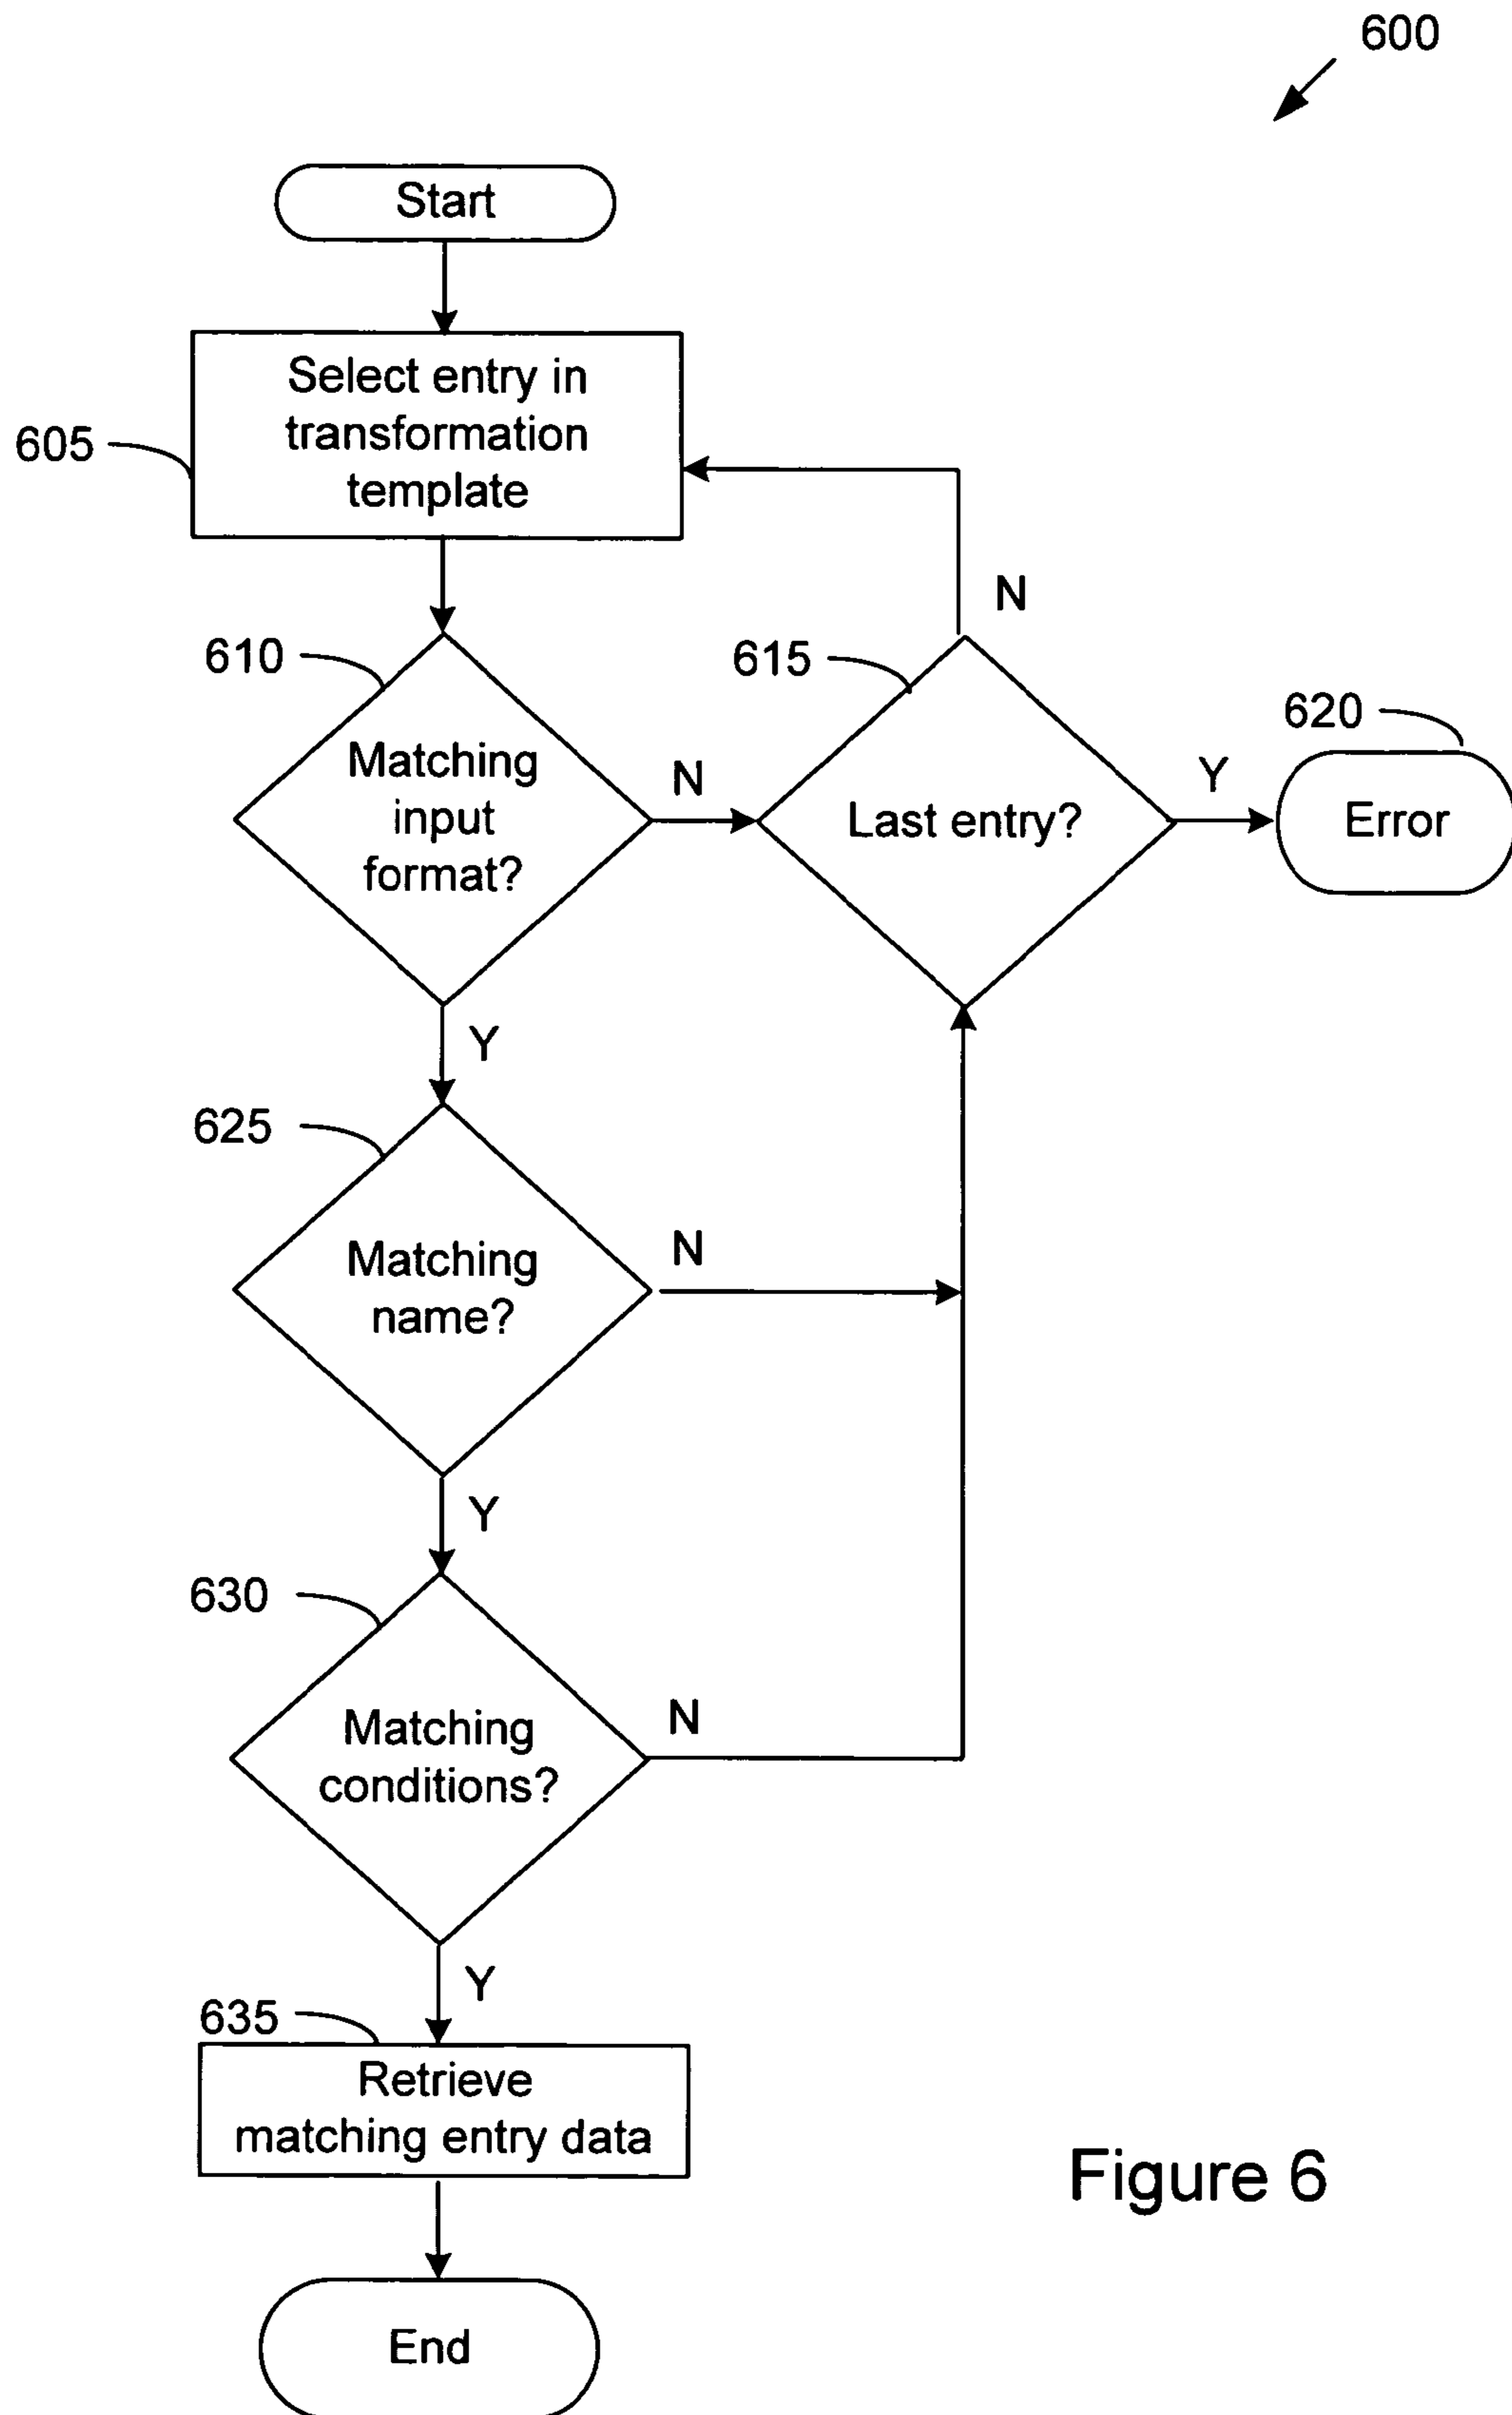 600
Start
Select entry in
transformation
template
605
N
610
615
620
Matching
input
format?
N
Last entry?
Y
Error
Y
625
Matching
name?
N
Y
630
Matching
conditions?
N
Y
635
Retrieve
matching entry data
Figure 6
End